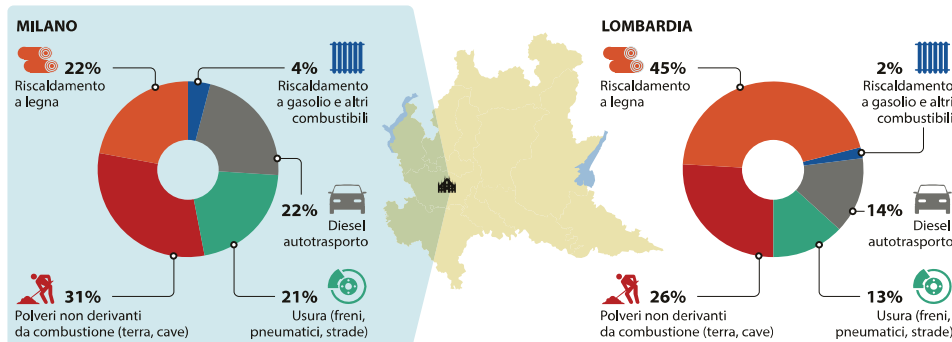 MILANO
22%
Riscaldamento
a legna
4%
Riscaldamento
a gasolio e altri
combustibili
22%
Diesel
autotrasporto
31%
Polveri non derivanti
da combustione (terra, cave)
21%
Usura (freni,
pneumatici, strade)
LOMBARDIA
45%
Riscaldamento
a legna
2%
Riscaldamento
a gasolio e altri
combustibili
14%
Diesel
autotrasporto
26%
Polveri non derivanti
da combustione (terra, cave)
13%
Usura (freni,
pneumatici, strade)